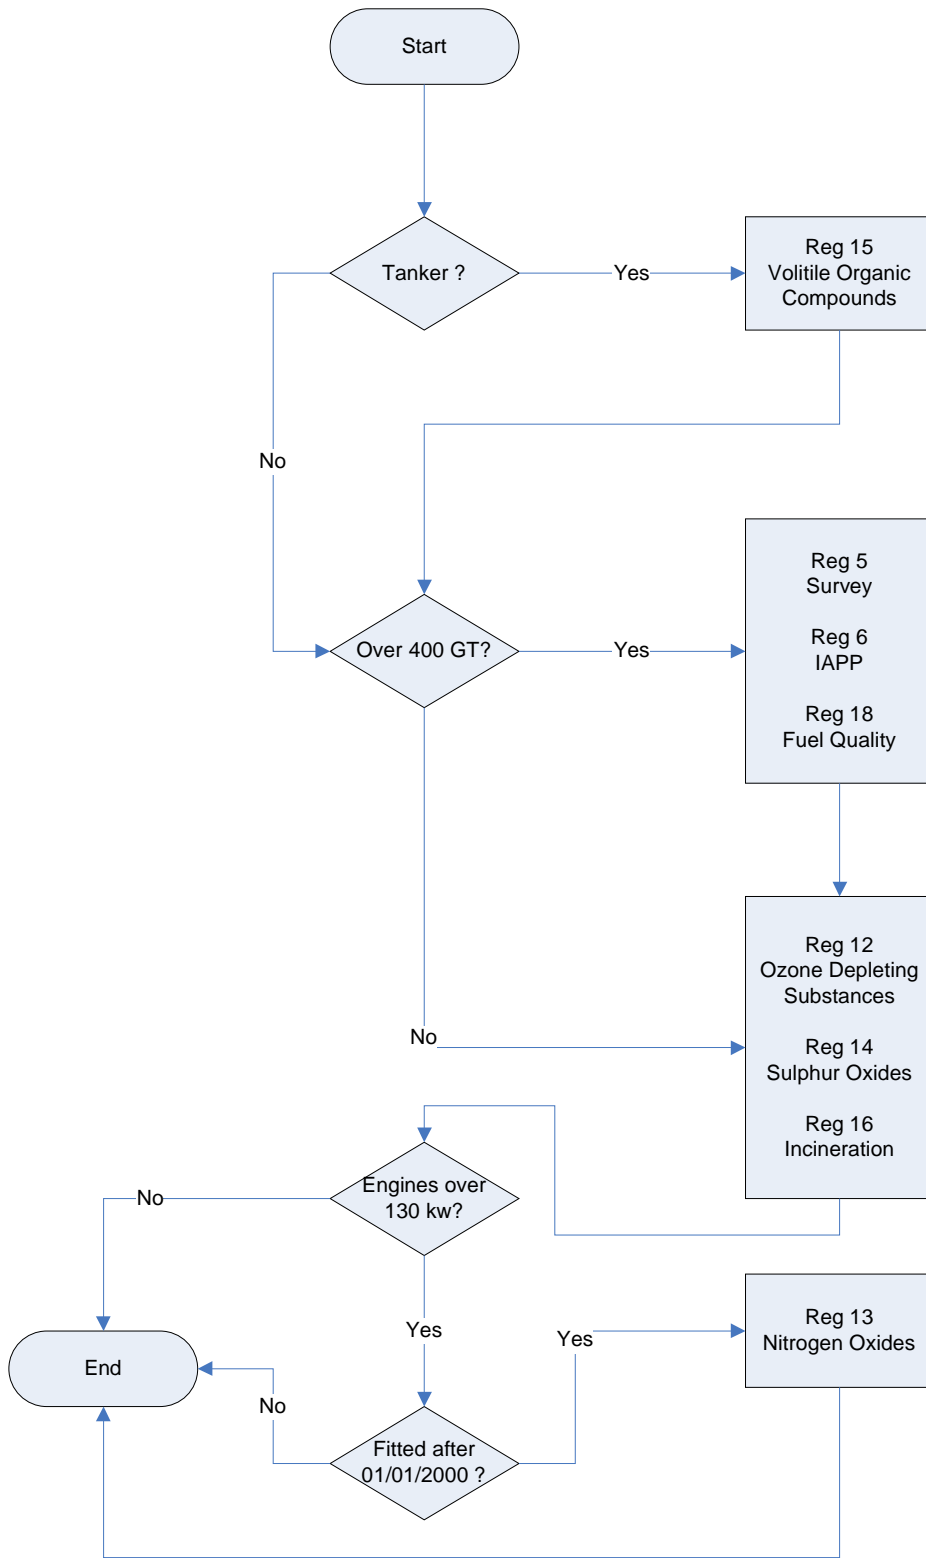 Start
Tanker ?
Yes
Reg 15
Volitile Organic
Compounds
No
Over 400 GT?
Yes
Reg 5
Survey
Reg 6
IAPP
Reg 18
Fuel Quality
No
Reg 12
Ozone Depleting
Substances
Reg 14
Sulphur Oxides
Reg 16
Incineration
Engines over
130 kw?
No
Yes
Yes
Reg 13
Nitrogen Oxides
End
No
Fitted after
01/01/2000 ?